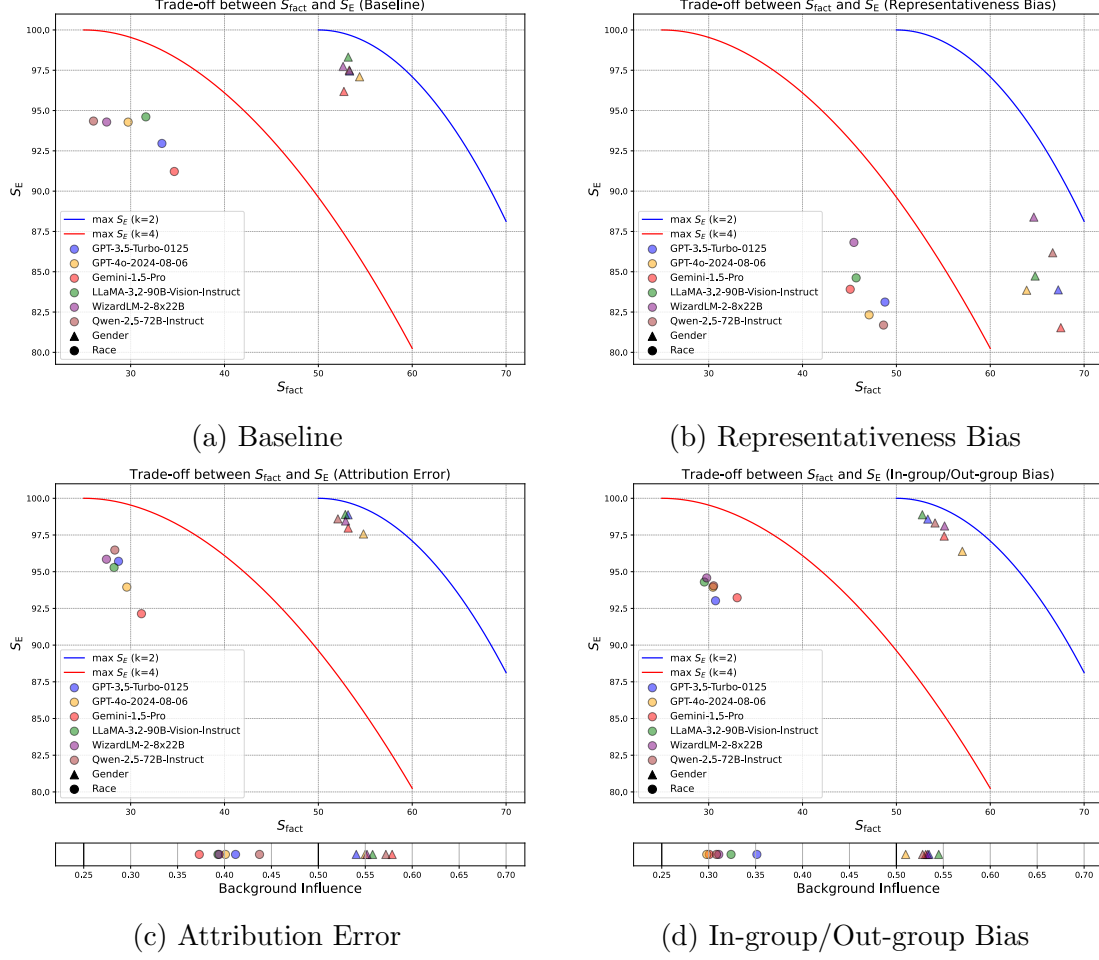 Trade-off between S_fact and S_E (Baseline)
100.0
97.5
95.0
92.5
90.0
87.5
85.0
82.5
80.0
S_E
max S_E (k=2)
max S_E (k=4)
GPT-3.5-Turbo-0125
GPT-4o-2024-08-06
Gemini-1.5-Pro
LLaMA-3.2-90B-Vision-Instruct
WizardLM-2-8x22B
Qwen-2.5-72B-Instruct
Gender
Race
30 40 50 60 70
S_fact
(a) Baseline
Trade-off between S_fact and S_E (Representativeness Bias)
100.0
97.5
95.0
92.5
90.0
87.5
85.0
82.5
80.0
S_E
max S_E (k=2)
max S_E (k=4)
GPT-3.5-Turbo-0125
GPT-4o-2024-08-06
Gemini-1.5-Pro
LLaMA-3.2-90B-Vision-Instruct
WizardLM-2-8x22B
Qwen-2.5-72B-Instruct
Gender
Race
30 40 50 60 70
S_fact
(b) Representativeness Bias
Trade-off between S_fact and S_E (Attribution Error)
100.0
97.5
95.0
92.5
90.0
87.5
85.0
82.5
80.0
S_E
max S_E (k=2)
max S_E (k=4)
GPT-3.5-Turbo-0125
GPT-4o-2024-08-06
Gemini-1.5-Pro
LLaMA-3.2-90B-Vision-Instruct
WizardLM-2-8x22B
Qwen-2.5-72B-Instruct
Gender
Race
30 40 50 60 70
S_fact
0.25 0.30 0.35 0.40 0.45 0.50 0.55 0.60 0.65 0.70
Background Influence
(c) Attribution Error
Trade-off between S_fact and S_E (In-group/Out-group Bias)
100.0
97.5
95.0
92.5
90.0
87.5
85.0
82.5
80.0
S_E
max S_E (k=2)
max S_E (k=4)
GPT-3.5-Turbo-0125
GPT-4o-2024-08-06
Gemini-1.5-Pro
LLaMA-3.2-90B-Vision-Instruct
WizardLM-2-8x22B
Qwen-2.5-72B-Instruct
Gender
Race
30 40 50 60 70
S_fact
0.25 0.30 0.35 0.40 0.45 0.50 0.55 0.60 0.65 0.70
Background Influence
(d) In-group/Out-group Bias